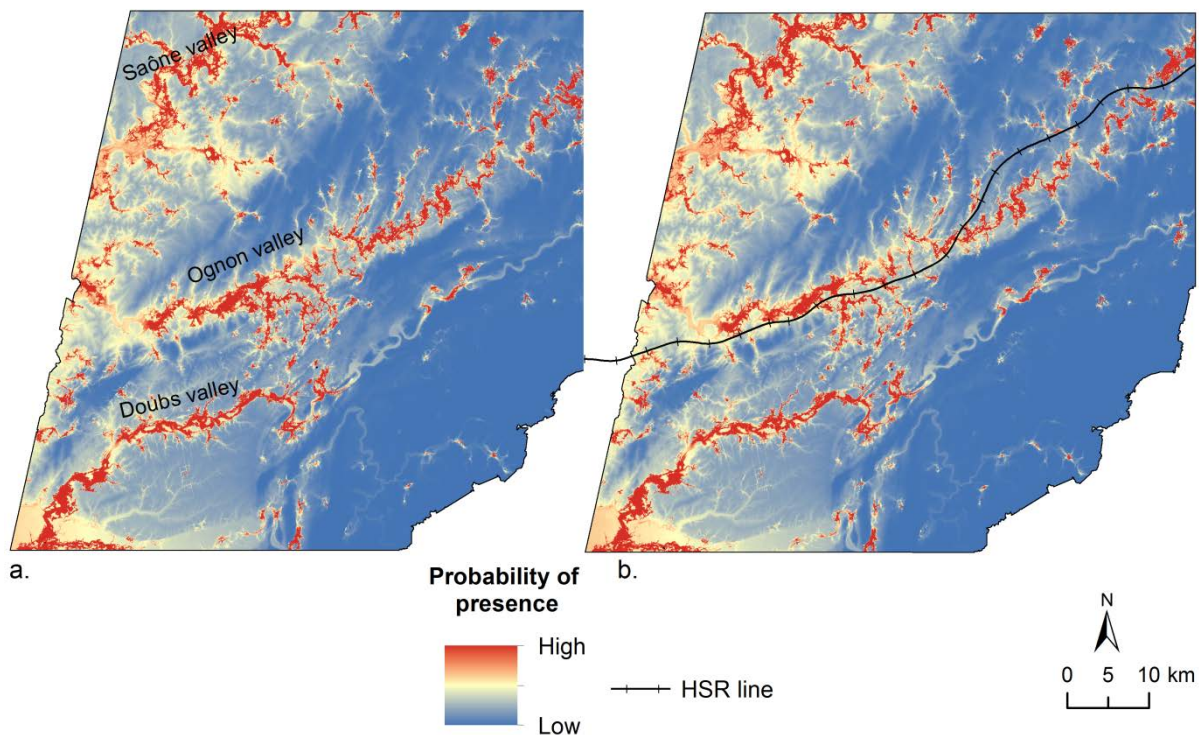 Saône valley
Ognon valley
Doubs valley
a.
b.
Probability of
presence
High
Low
HSR line
N
0 5 10 km